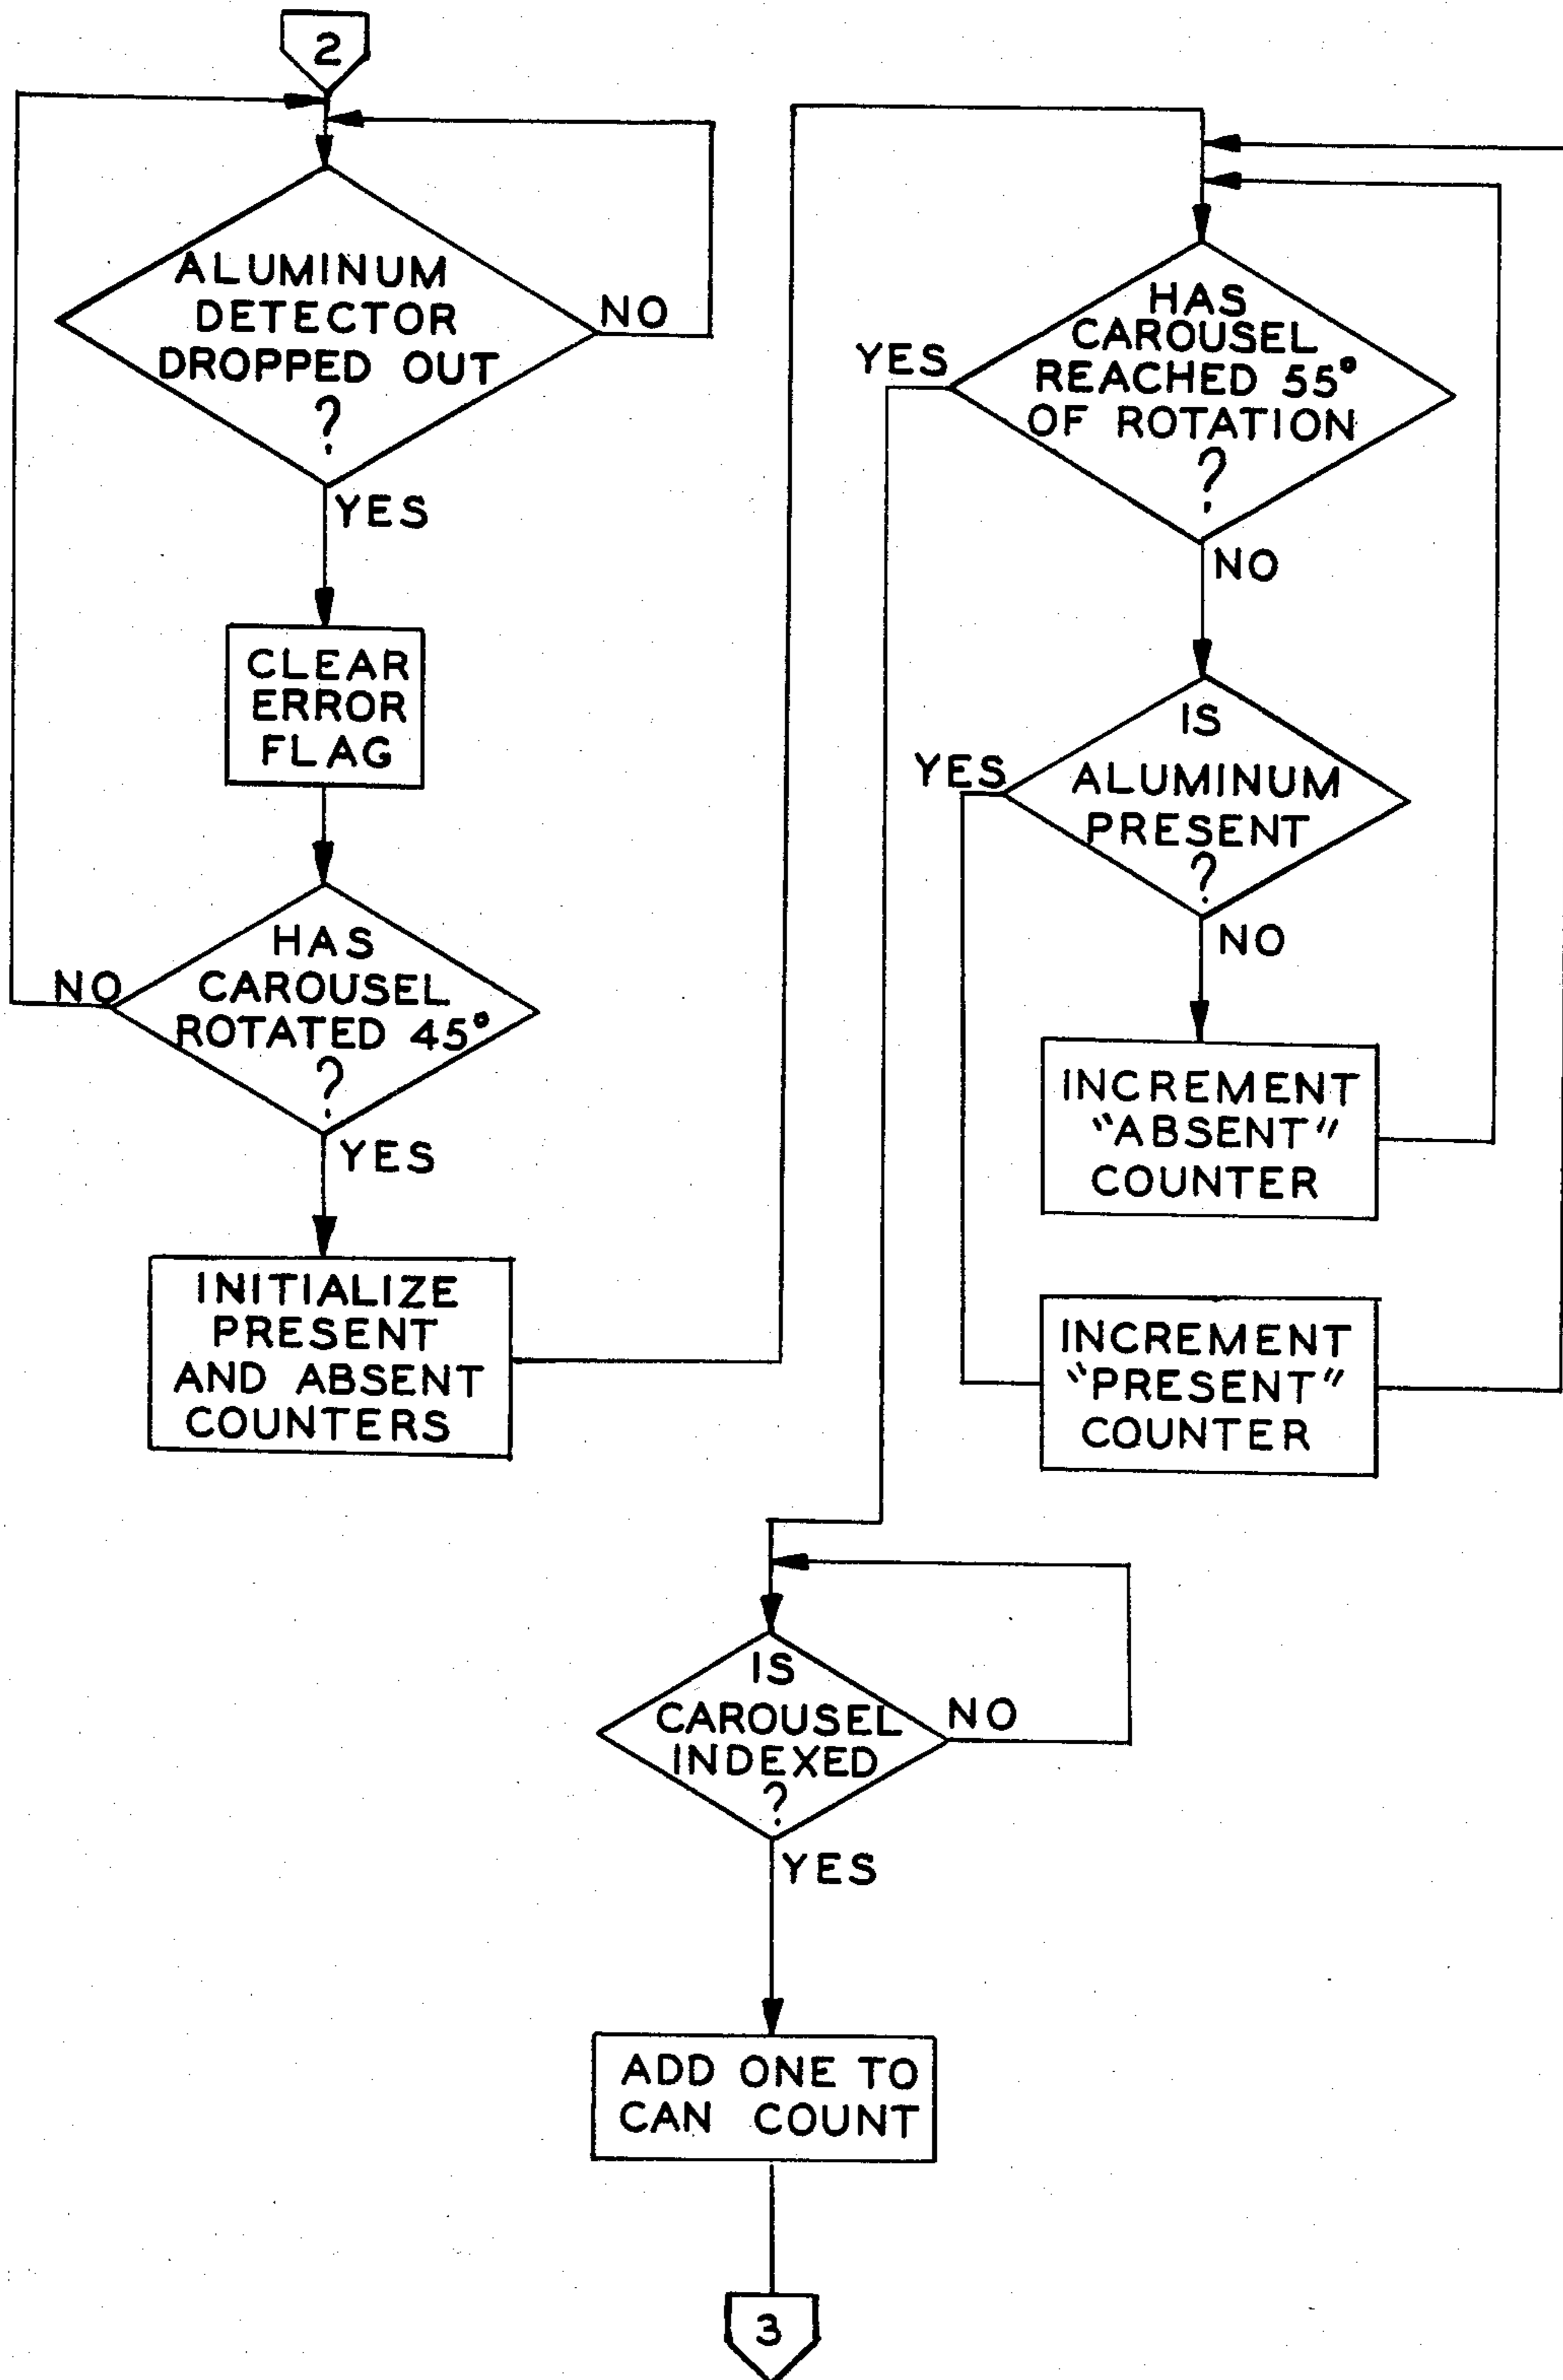 2
ALUMINUM
DETECTOR
DROPPED OUT
?
NO
YES
CLEAR
ERROR
FLAG
HAS
CAROUSEL
ROTATED 45°
?
NO
YES
INITIALIZE
PRESENT
AND ABSENT
COUNTERS
HAS
CAROUSEL
REACHED 55°
OF ROTATION
?
YES
NO
IS
ALUMINUM
PRESENT
?
YES
NO
INCREMENT
"ABSENT"
COUNTER
INCREMENT
"PRESENT"
COUNTER
IS
CAROUSEL
INDEXED
?
NO
YES
ADD ONE TO
CAN COUNT
3